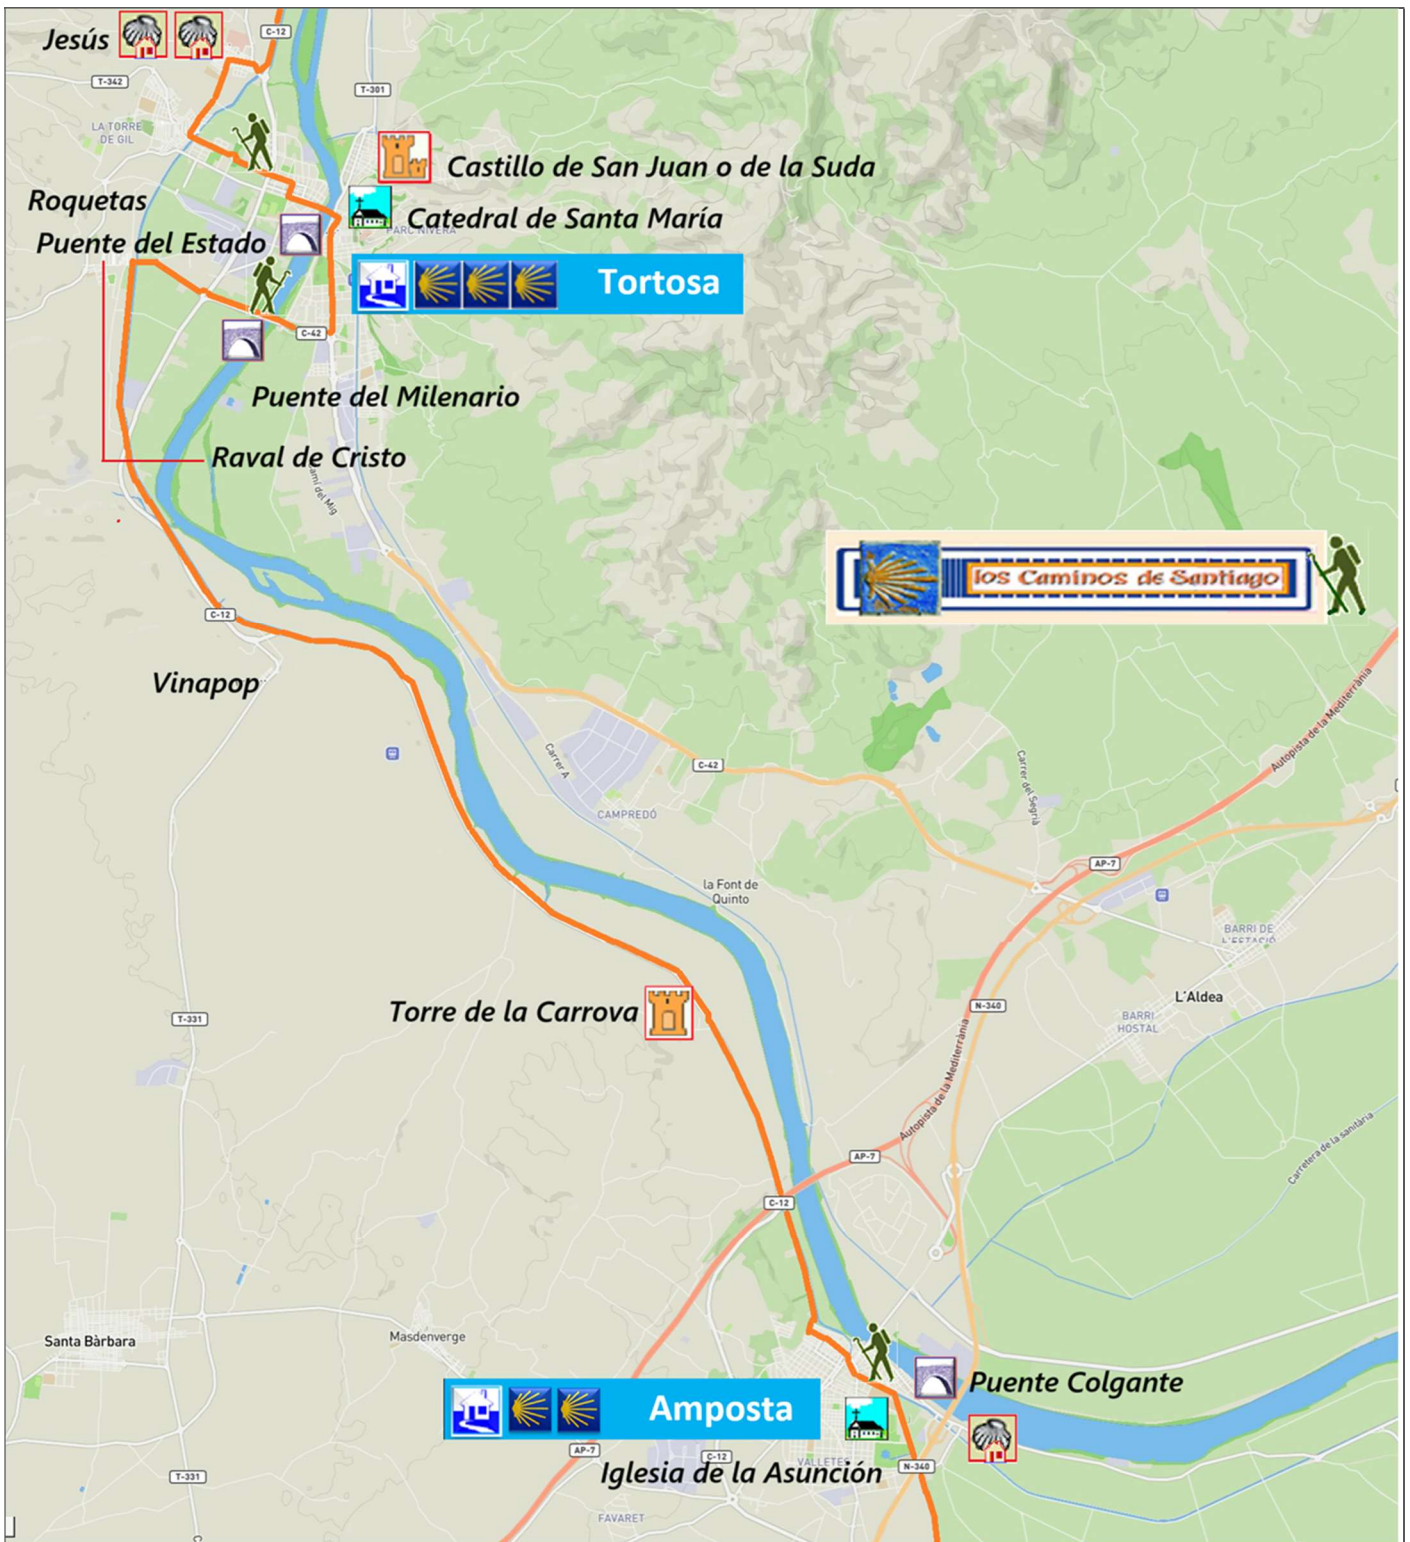 C-12
Jesús
T-342
T-301
LA TORRE
DE GIL
Castillo de San Juan o de la Suda
Roquetas
Catedral de Santa María
PARC NIVERA
Puente del Estado
Tortosa
C-42
Puente del Milenario
Raval de Cristo
Camí del Mig
los Caminos de Santiago
C-12
Vinapop
Autopista de la Mediterrània
Carrer A
C-42
Carrer del Segrià
CAMPREDÓ
AP-7
la Font de
Quinto
BARRI DE
L'ESTACIÓ
L'Aldea
N-340
Torre de la Carrova
BARRI
HOSTAL
T-331
Autopista de la Mediterrània
Carretera de la sanitària
AP-7
C-12
Santa Bàrbara
Masdenverge
Puente Colgante
Amposta
AP-7
C-12
VALLETES
N-340
Iglesia de la Asunción
T-331
FAVARET